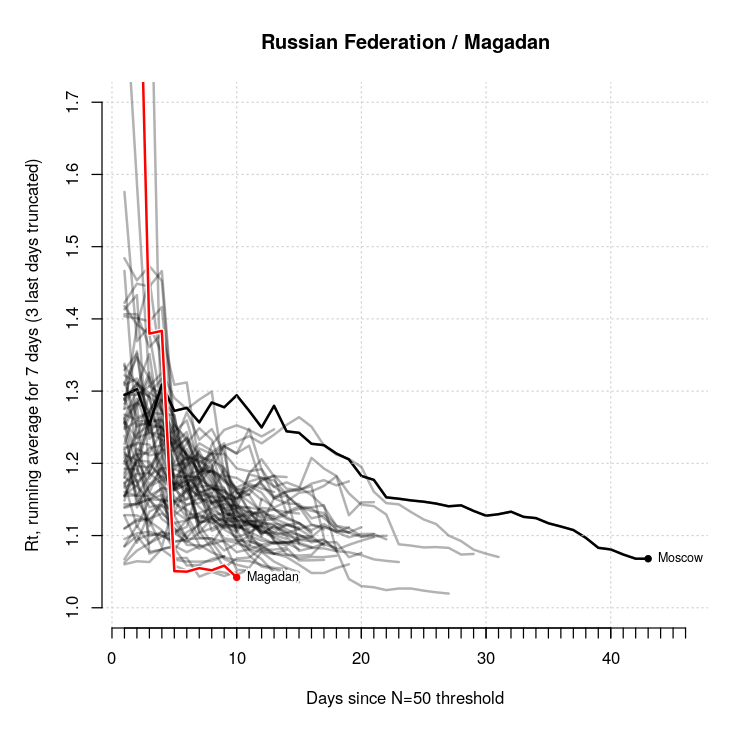 Russian Federation / Magadan
Rt, running average for 7 days (3 last days truncated)
1.7
1.6
1.5
1.4
1.3
1.2
1.1
1.0
Moscow
Magadan
0 10 20 30 40
Days since N=50 threshold